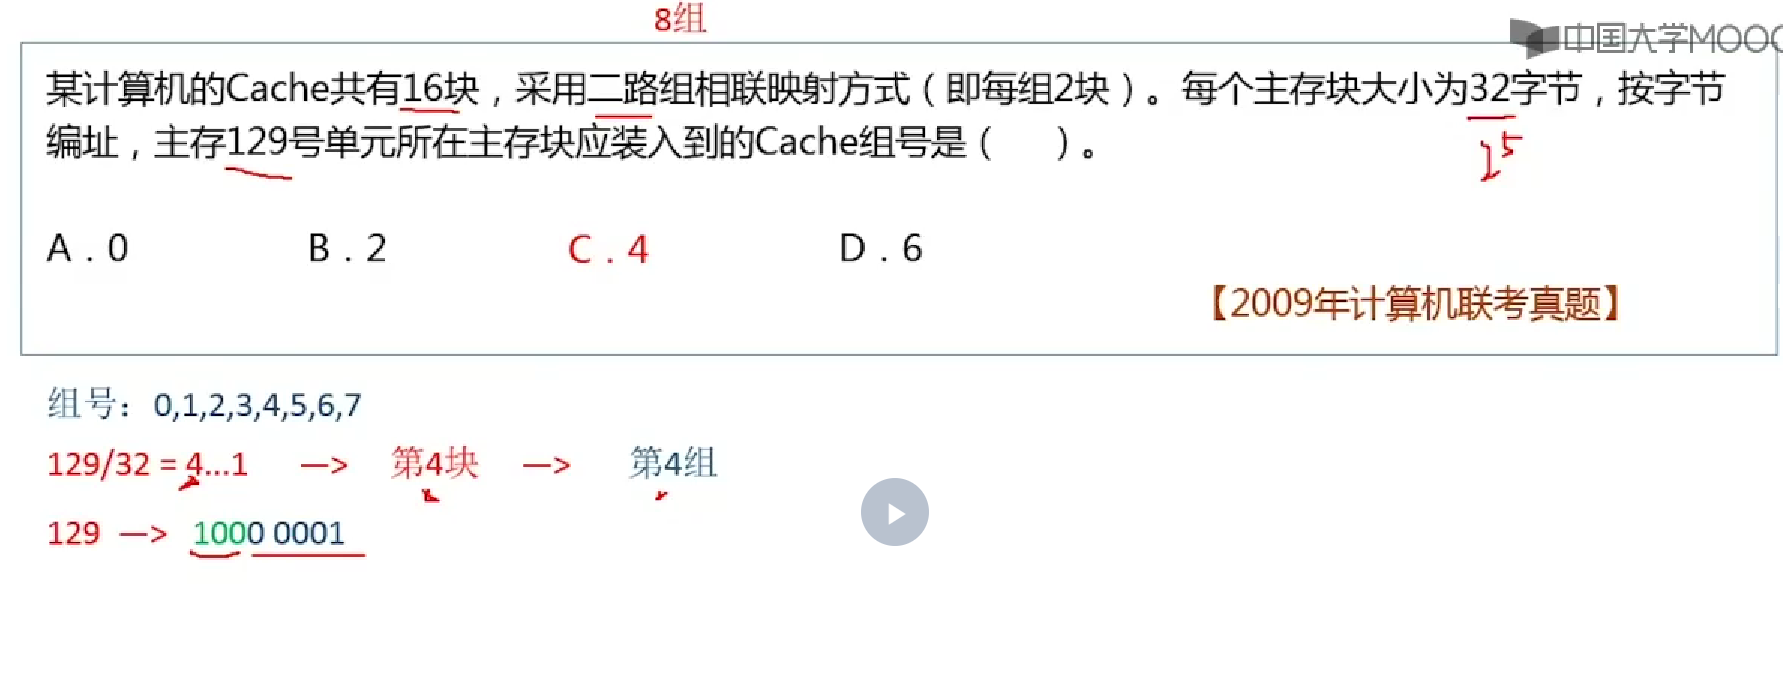 8组
中国大学MOOC
某计算机的Cache共有16块，采用二路组相联映射方式（即每组2块）。每个主存块大小为32字节，按字节
编址，主存129号单元所在主存块应装入到的Cache组号是（　　）。
2⁵
A．0　B．2　C．4　D．6
【2009年计算机联考真题】
组号：0,1,2,3,4,5,6,7
129/32 = 4...1 —> 第4块 —> 第4组
129 —> 1000 0001